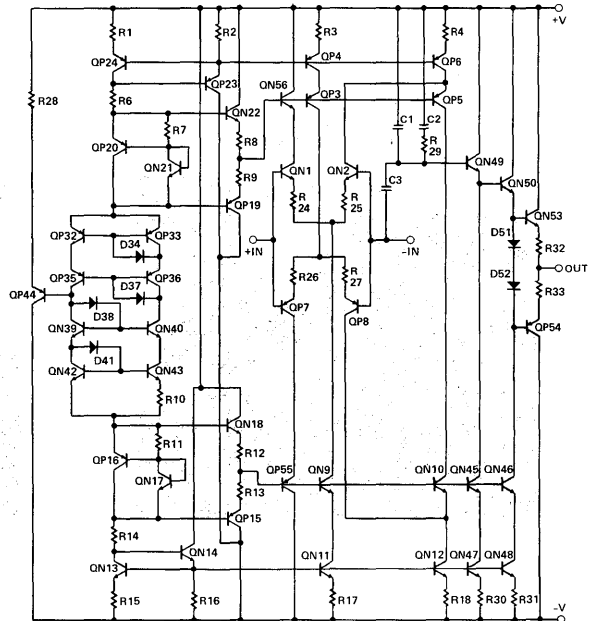 R1
R2
R3
R4
+V
QP24
QP23
QP4
QP6
R28
R6
QN56
QP3
QP5
QN22
C1
C2
R7
R8
R
29
QP20
QN21
QN1
QN2
C3
QN49
R9
QN50
R
24
R
25
QP19
QN53
D51
QP32
QP33
D34
+IN
–IN
R32
OUT
QP35
QP36
D37
R26
R
27
D52
R33
QP44
D38
QP7
QP8
QP54
QN39
QN40
D41
QN42
QN43
R10
QN18
R11
R12
QP16
QN17
QP55
QN9
QN10
QN45
QN46
R13
QP15
R14
QN14
QN13
QN11
QN12
QN47
QN48
R15
R16
R17
R18
R30
R31
–V